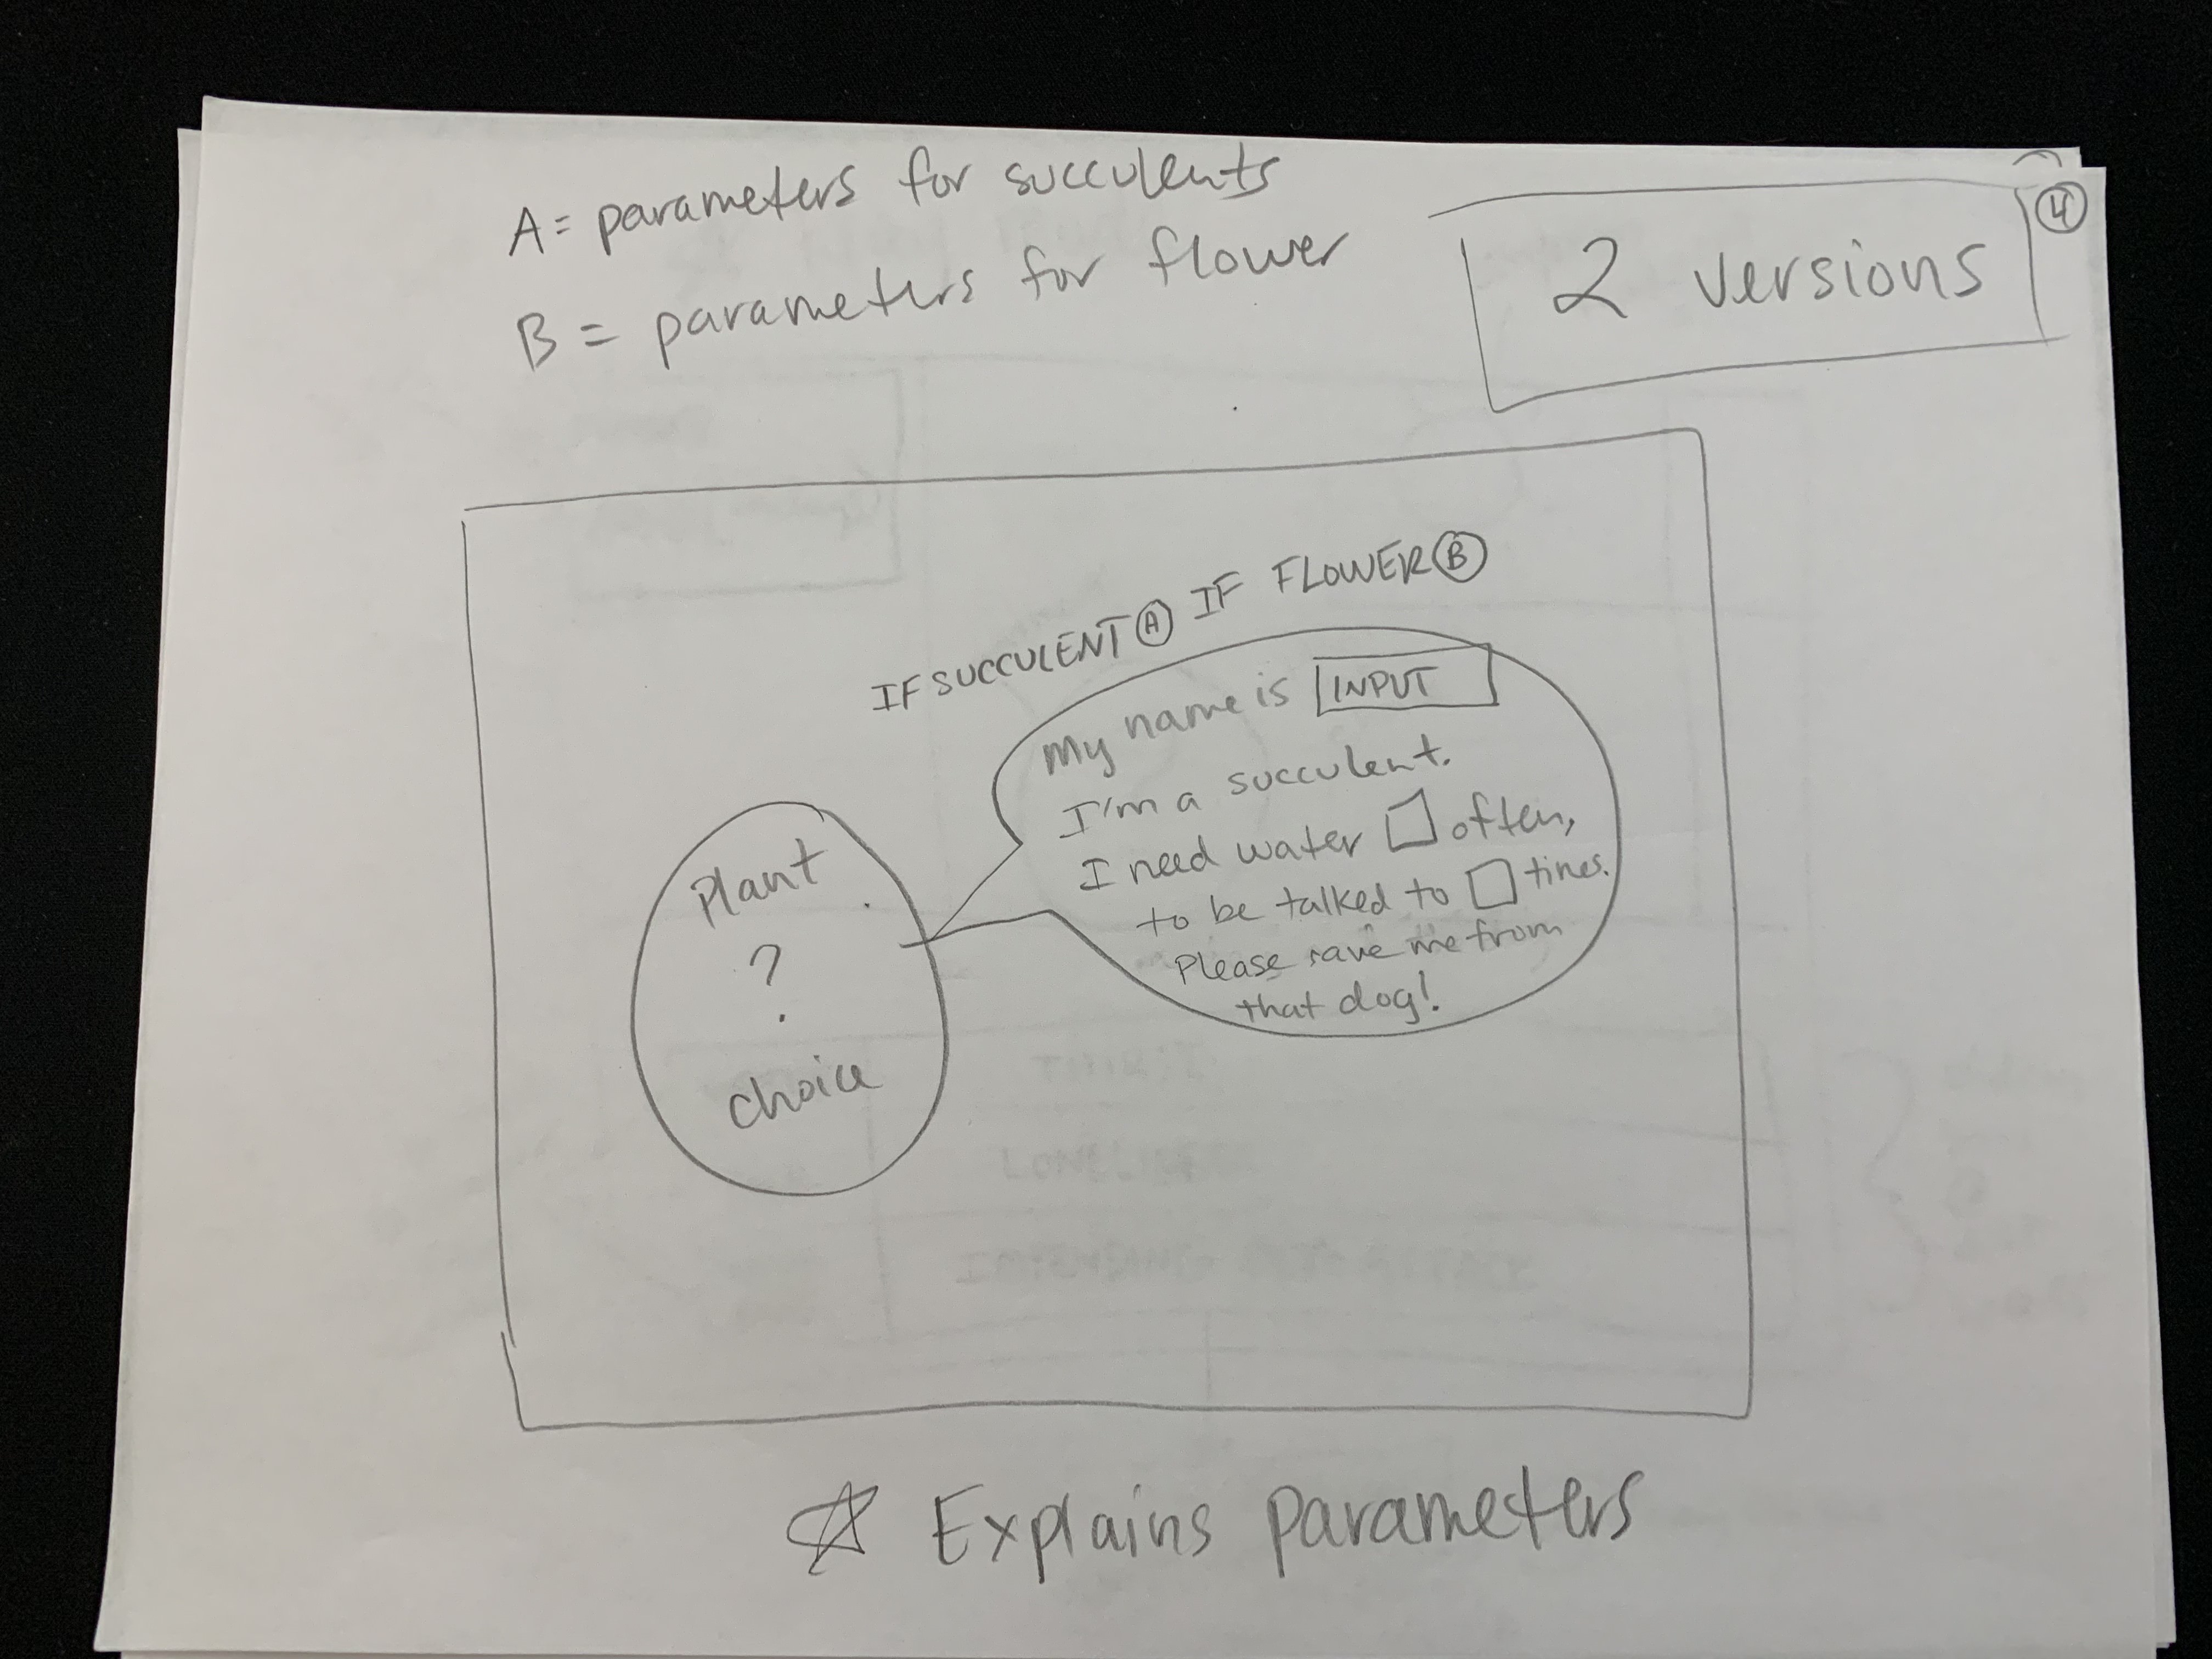 A = parameters for succulents
B = parameters for flower
2 versions
4
IF SUCCULENT A IF FLOWER B
My name is INPUT
I'm a succulent.
I need water often,
to be talked to times.
Please save me from
that dog!
Plant
?
choice
Explains parameters